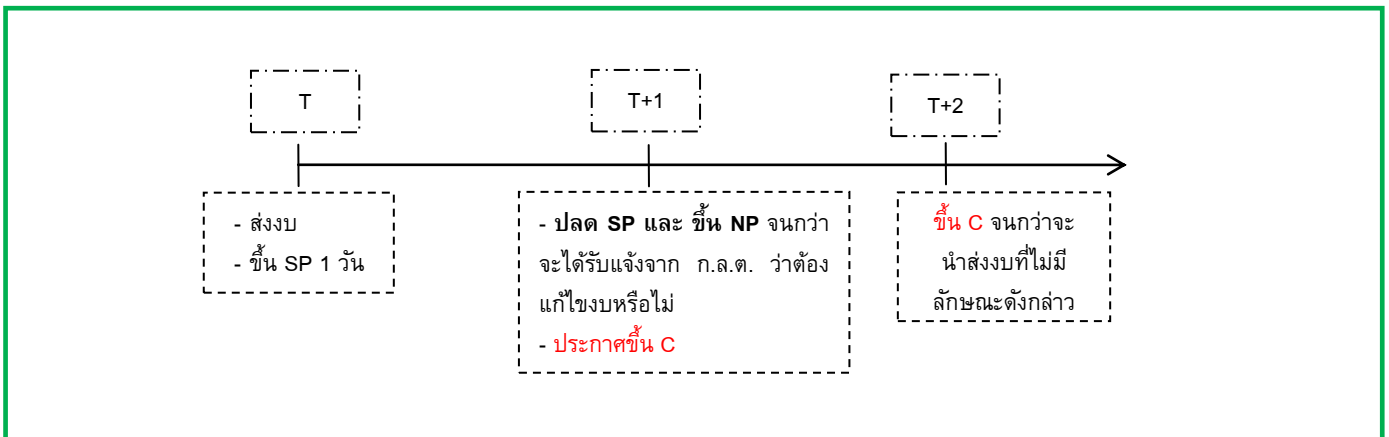 T
T+1
T+2
- ส่งงบ
- ขึ้น SP 1 วัน
- ปลด SP และ ขึ้น NP จนกว่า
จะได้รับแจ้งจาก ก.ล.ต. ว่าต้อง
แก้ไขงบหรือไม่
- ประกาศขึ้น C
ขึ้น C จนกว่าจะ
นำส่งงบที่ไม่มี
ลักษณะดังกล่าว